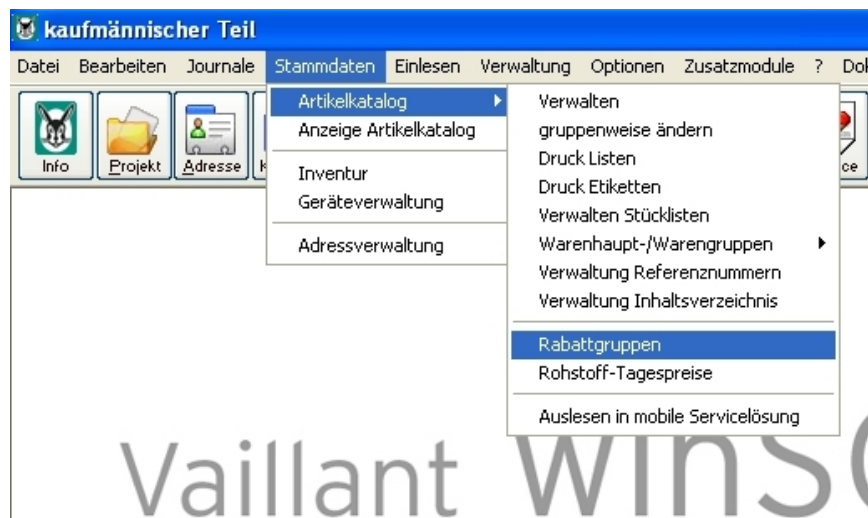 kaufmännischer Teil
Datei Bearbeiten Journale Stammdaten Einlesen Verwaltung Optionen Zusatzmodule ?
Info Projekt Adresse
Artikelkatalog
Anzeige Artikelkatalog
Inventur
Geräteverwaltung
Adressverwaltung
Verwalten
gruppenweise ändern
Druck Listen
Druck Etiketten
Verwalten Stücklisten
Warenhaupt-/Warengruppen
Verwaltung Referenznummern
Verwaltung Inhaltsverzeichnis
Rabattgruppen
Rohstoff-Tagespreise
Auslesen in mobile Servicelösung
Vaillant